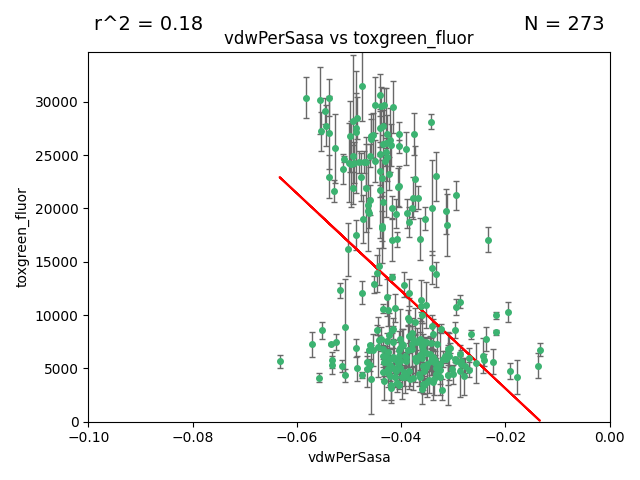 r^2 = 0.18
N = 273
vdwPerSasa vs toxgreen_fluor
30000
25000
20000
15000
10000
5000
0
toxgreen_fluor
−0.10
−0.08
−0.06
−0.04
−0.02
0.00
vdwPerSasa